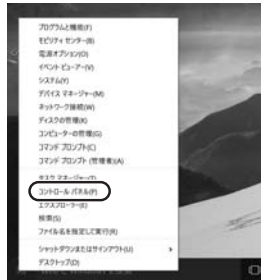 プログラムと機能(F)
モビリティ センター(B)
電源オプション(O)
イベント ビューアー(V)
システム(Y)
デバイス マネージャー(M)
ネットワーク接続(W)
ディスクの管理(K)
コンピューターの管理(G)
コマンド プロンプト(C)
コマンド プロンプト (管理者)(A)
タスク マネージャー(T)
コントロール パネル(P)
エクスプローラー(E)
検索(S)
ファイル名を指定して実行(R)
シャットダウンまたはサインアウト(U)
デスクトップ(D)